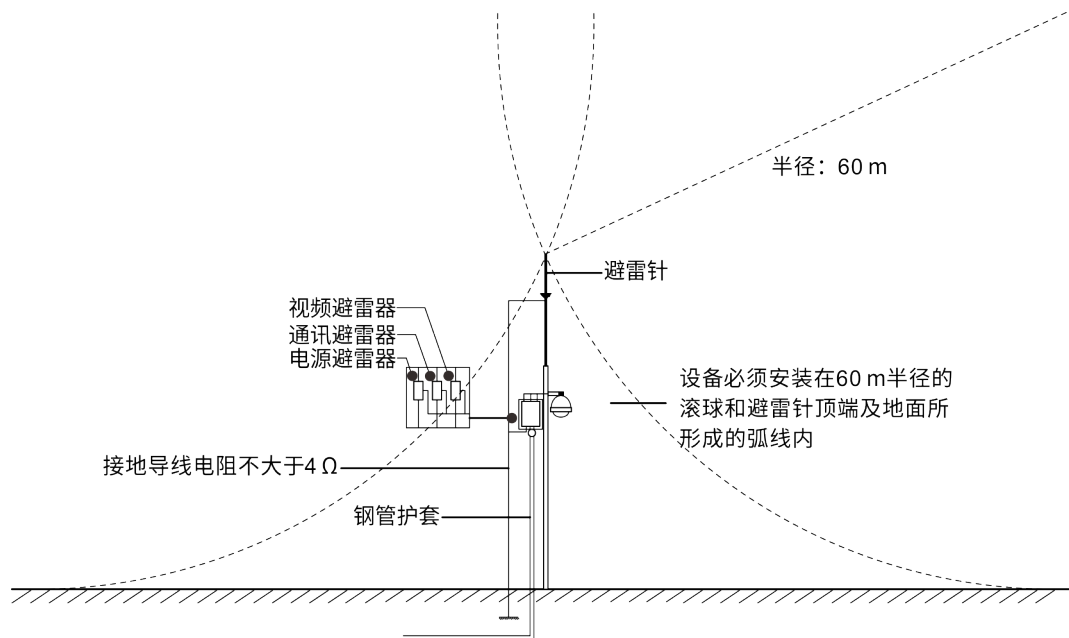 半径：60 m
避雷针
视频避雷器
通讯避雷器
电源避雷器
设备必须安装在60 m半径的
滚球和避雷针顶端及地面所
形成的弧线内
接地导线电阻不大于4 Ω
钢管护套